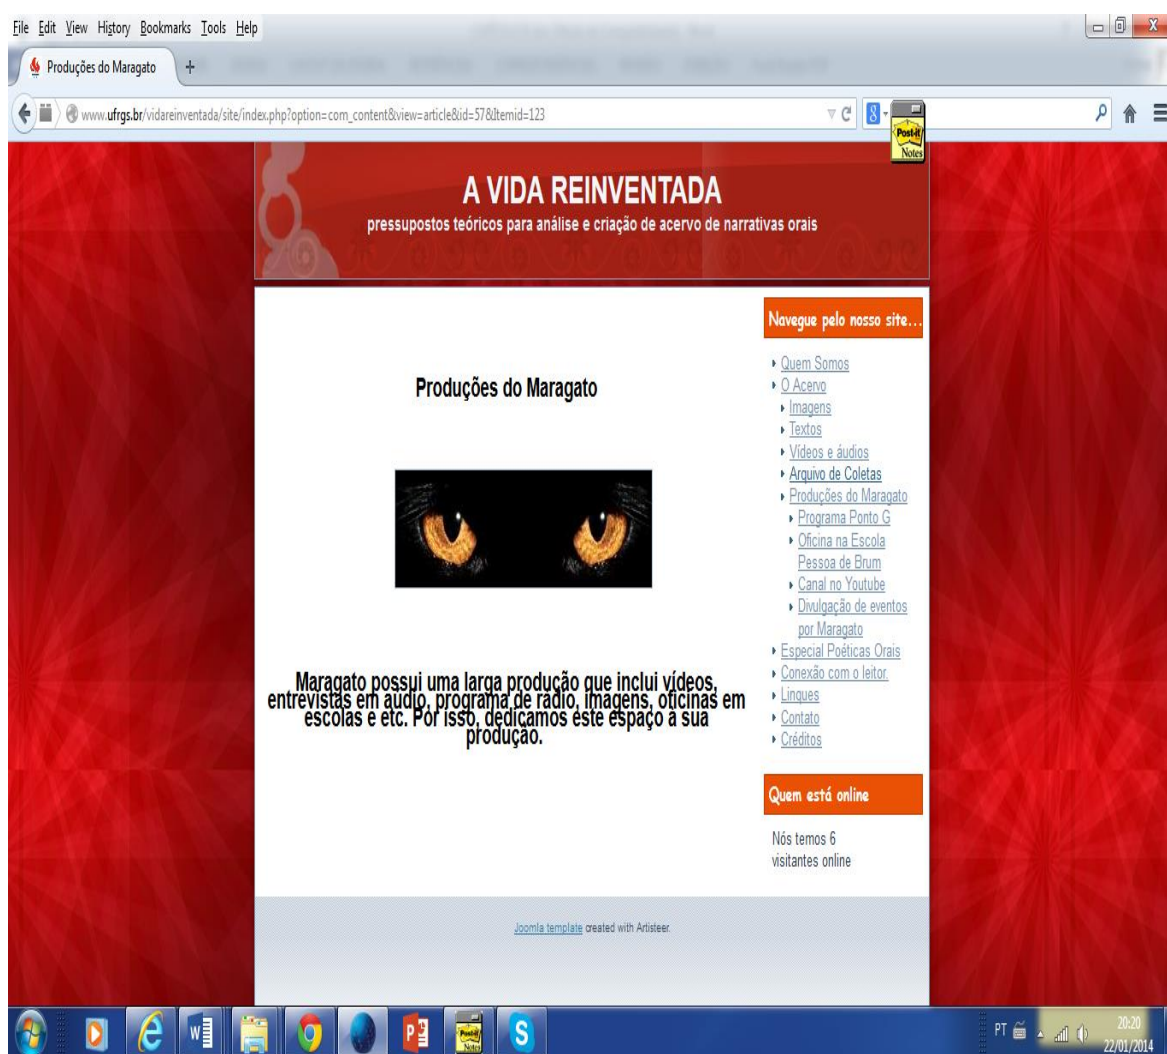 File Edit View History Bookmarks Tools Help
Produções do Maragato +
www.ufrgs.br/vidareinventada/site/index.php?option=com_content&view=article&id=57&Itemid=123
8
Post-it
Notes
A VIDA REINVENTADA
pressupostos teóricos para análise e criação de acervo de narrativas orais
Produções do Maragato
Maragato possui uma larga produção que inclui vídeos,
entrevistas em audio, programa de rádio, imagens, oficinas em
escolas e etc. Por isso, dedicamos este espaço a sua
produção.
Navegue pelo nosso site...
Quem Somos
O Acervo
Imagens
Textos
Vídeos e áudios
Arquivo de Coletas
Produções do Maragato
Programa Ponto G
Oficina na Escola
Pessoa de Brum
Canal no Youtube
Divulgação de eventos
por Maragato
Especial Poéticas Orais
Conexão com o leitor.
Linques
Contato
Créditos
Quem está online
Nós temos 6
visitantes online
Joomla template created with Artisteer.
PT
20:20
22/01/2014